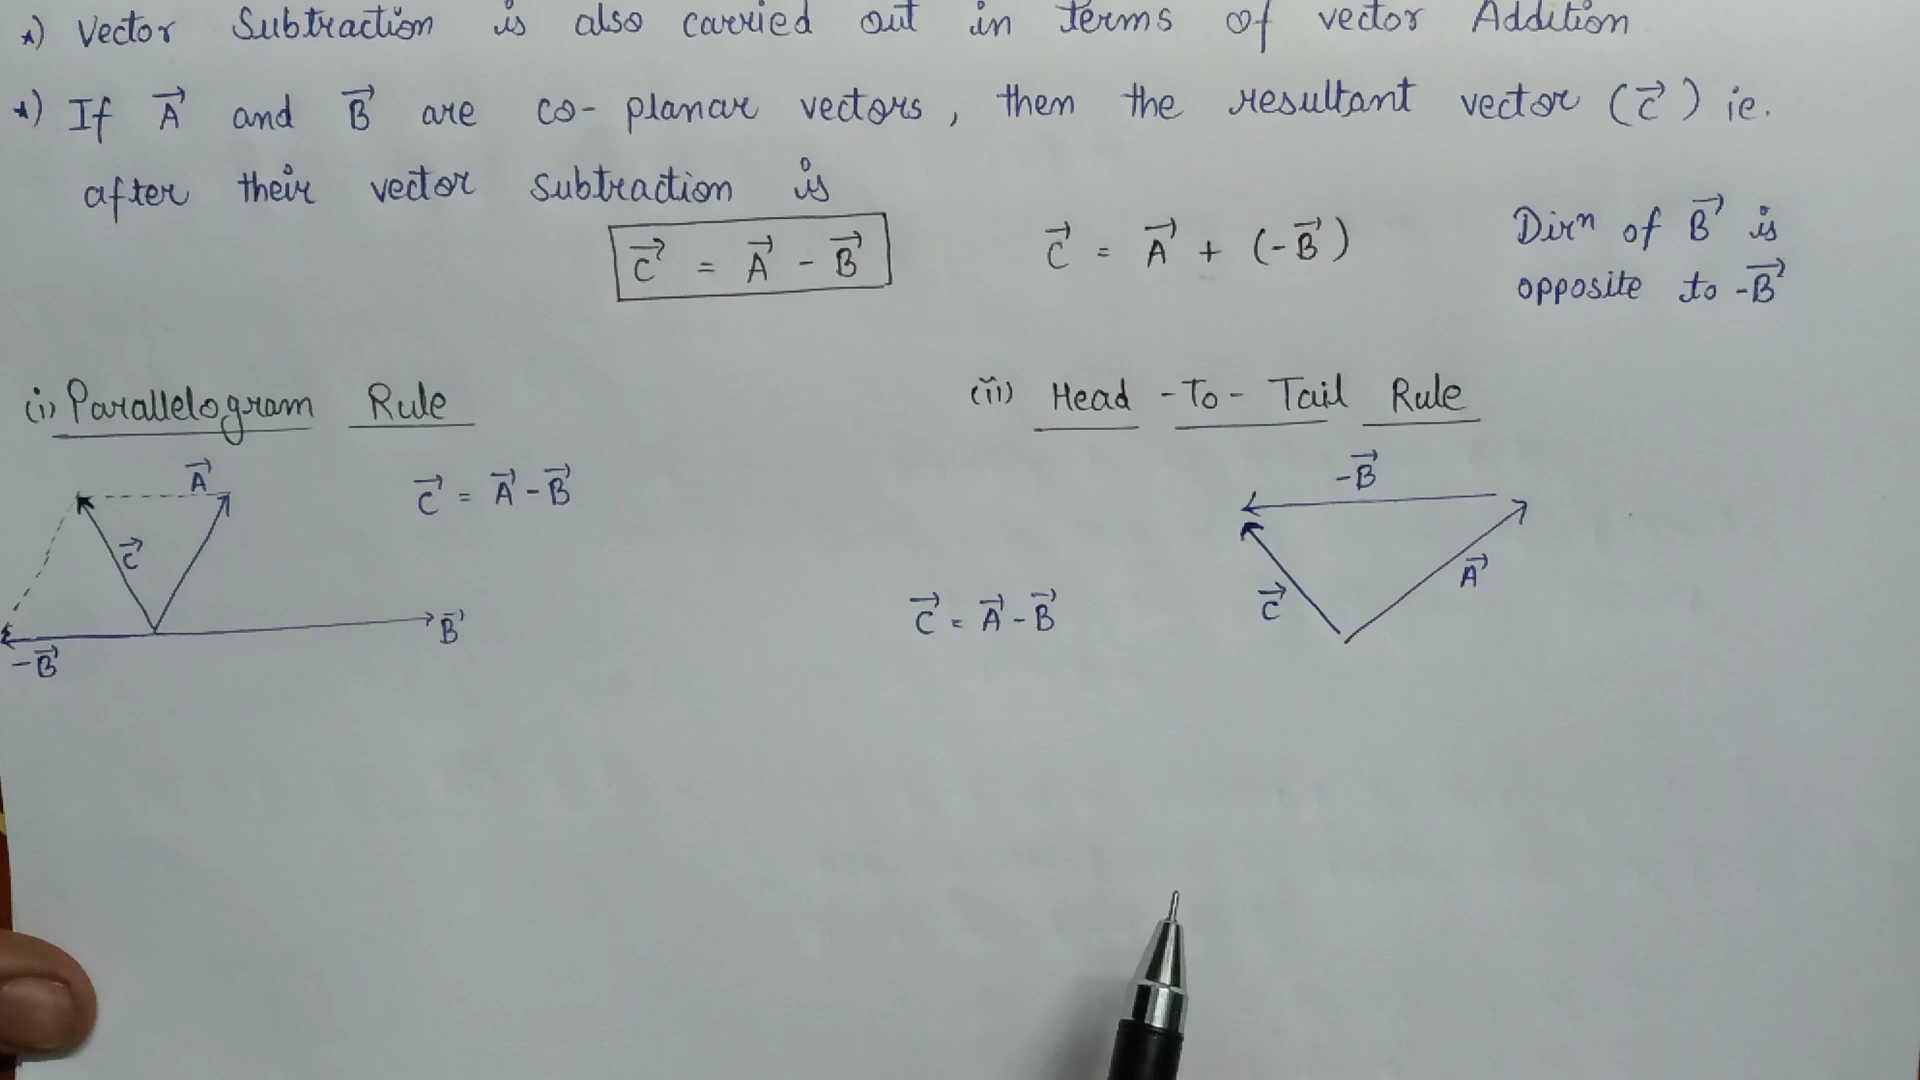 *) Vector Subtraction is also carried out in terms of vector Addition
*) If A⃗ and B⃗ are co-planar vectors, then the resultant vector (C⃗) ie.
after their vector subtraction is
C⃗ = A⃗ - B⃗
C⃗ = A⃗ + (-B⃗)
Dirn of B⃗ is
opposite to -B⃗
(i) Parallelogram Rule
A⃗
C⃗ = A⃗ - B⃗
C⃗
B⃗
-B⃗
(ii) Head - To - Tail Rule
-B⃗
A⃗
C⃗
C⃗ = A⃗ - B⃗